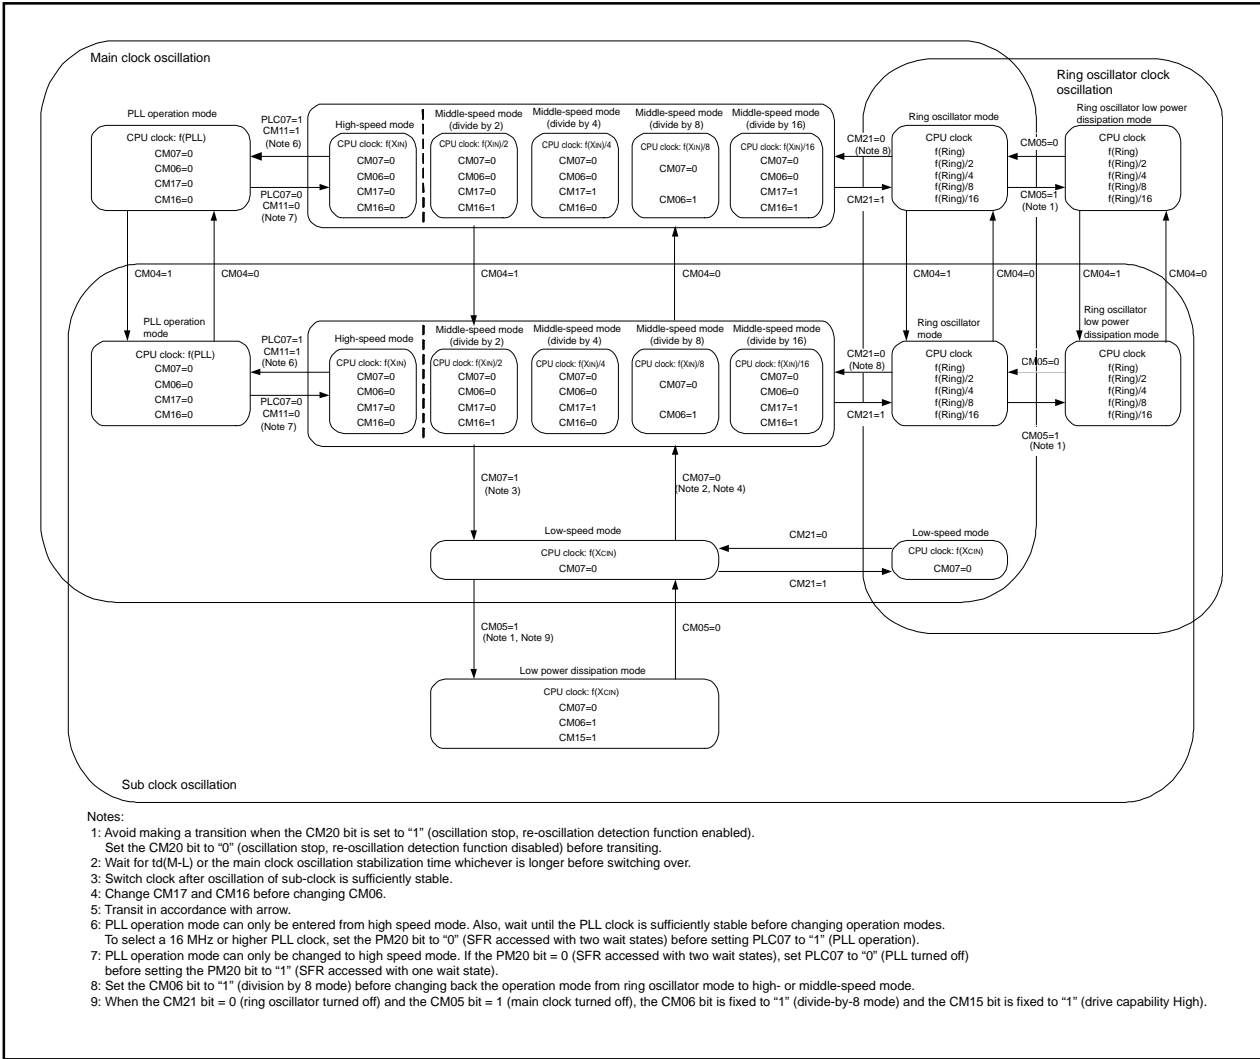 Main clock oscillation
Ring oscillator clock
oscillation
PLL operation mode
CPU clock: f(PLL)
CM07=0
CM06=0
CM17=0
CM16=0
PLC07=1
CM11=1
(Note 6)
PLC07=0
CM11=0
(Note 7)
High-speed mode
CPU clock: f(XIN)
CM07=0
CM06=0
CM17=0
CM16=0
Middle-speed mode
(divide by 2)
CPU clock: f(XIN)/2
CM07=0
CM06=0
CM17=0
CM16=1
Middle-speed mode
(divide by 4)
CPU clock: f(XIN)/4
CM07=0
CM06=0
CM17=1
CM16=0
Middle-speed mode
(divide by 8)
CPU clock: f(XIN)/8
CM07=0
CM06=1
Middle-speed mode
(divide by 16)
CPU clock: f(XIN)/16
CM07=0
CM06=0
CM17=1
CM16=1
CM21=0
(Note 8)
CM21=1
Ring oscillator mode
CPU clock
f(Ring)
f(Ring)/2
f(Ring)/4
f(Ring)/8
f(Ring)/16
CM05=0
CM05=1
(Note 1)
Ring oscillator low power
dissipation mode
CPU clock
f(Ring)
f(Ring)/2
f(Ring)/4
f(Ring)/8
f(Ring)/16
CM04=1
CM04=0
CM04=1
CM04=0
CM04=1
CM04=0
CM04=1
CM04=0
PLL operation
mode
CPU clock: f(PLL)
CM07=0
CM06=0
CM17=0
CM16=0
PLC07=1
CM11=1
(Note 6)
PLC07=0
CM11=0
(Note 7)
High-speed mode
CPU clock: f(XIN)
CM07=0
CM06=0
CM17=0
CM16=0
Middle-speed mode
(divide by 2)
CPU clock: f(XIN)/2
CM07=0
CM06=0
CM17=0
CM16=1
Middle-speed mode
(divide by 4)
CPU clock: f(XIN)/4
CM07=0
CM06=0
CM17=1
CM16=0
Middle-speed mode
(divide by 8)
CPU clock: f(XIN)/8
CM07=0
CM06=1
Middle-speed mode
(divide by 16)
CPU clock: f(XIN)/16
CM07=0
CM06=0
CM17=1
CM16=1
CM21=0
(Note 8)
CM21=1
Ring oscillator
mode
CPU clock
f(Ring)
f(Ring)/2
f(Ring)/4
f(Ring)/8
f(Ring)/16
CM05=0
CM05=1
(Note 1)
Ring oscillator
low power
dissipation mode
CPU clock
f(Ring)
f(Ring)/2
f(Ring)/4
f(Ring)/8
f(Ring)/16
CM07=1
(Note 3)
CM07=0
(Note 2, Note 4)
Low-speed mode
CPU clock: f(XCIN)
CM07=0
CM21=0
CM21=1
Low-speed mode
CPU clock: f(XCIN)
CM07=0
CM05=1
(Note 1, Note 9)
CM05=0
Low power dissipation mode
CPU clock: f(XCIN)
CM07=0
CM06=1
CM15=1
Sub clock oscillation
Notes:
1: Avoid making a transition when the CM20 bit is set to “1” (oscillation stop, re-oscillation detection function enabled).
Set the CM20 bit to “0” (oscillation stop, re-oscillation detection function disabled) before transiting.
2: Wait for td(M-L) or the main clock oscillation stabilization time whichever is longer before switching over.
3: Switch clock after oscillation of sub-clock is sufficiently stable.
4: Change CM17 and CM16 before changing CM06.
5: Transit in accordance with arrow.
6: PLL operation mode can only be entered from high speed mode. Also, wait until the PLL clock is sufficiently stable before changing operation modes.
To select a 16 MHz or higher PLL clock, set the PM20 bit to “0” (SFR accessed with two wait states) before setting PLC07 to “1” (PLL operation).
7: PLL operation mode can only be changed to high speed mode. If the PM20 bit = 0 (SFR accessed with two wait states), set PLC07 to “0” (PLL turned off)
before setting the PM20 bit to “1” (SFR accessed with one wait state).
8: Set the CM06 bit to “1” (division by 8 mode) before changing back the operation mode from ring oscillator mode to high- or middle-speed mode.
9: When the CM21 bit = 0 (ring oscillator turned off) and the CM05 bit = 1 (main clock turned off), the CM06 bit is fixed to “1” (divide-by-8 mode) and the CM15 bit is fixed to “1” (drive capability High).